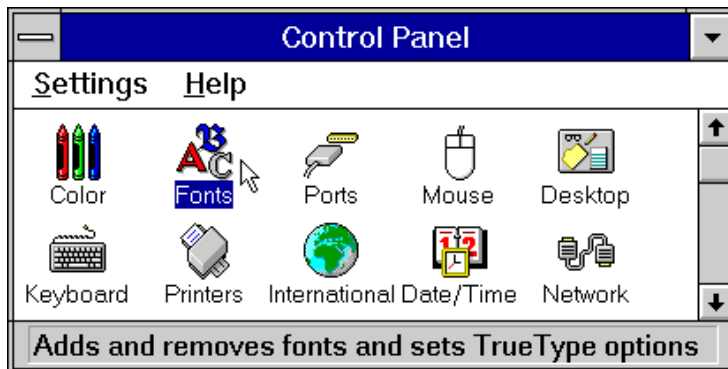 Control Panel
Settings Help
Color Fonts Ports Mouse Desktop
Keyboard Printers International Date/Time Network
Adds and removes fonts and sets TrueType options